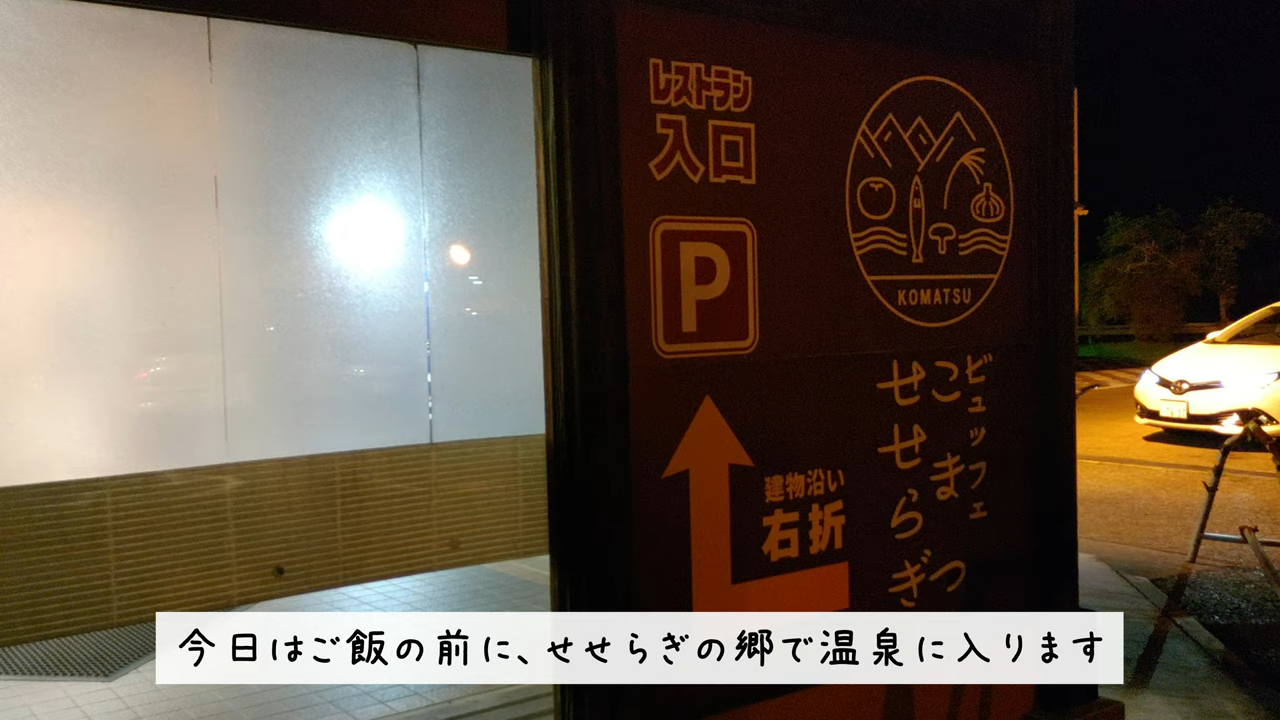 レストラン
入口
P
建物沿い
右折
KOMATSU
ビュッフェ
こまつ
せせらぎ
今日はご飯の前に、せせらぎの郷で温泉に入ります